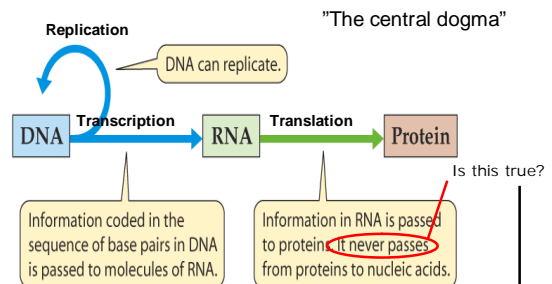 ”The central dogma”
Replication
DNA can replicate.
DNA
Transcription
RNA
Translation
Protein
Is this true?
Information coded in the
sequence of base pairs in DNA
is passed to molecules of RNA.
Information in RNA is passed
to proteins. It never passes
from proteins to nucleic acids.